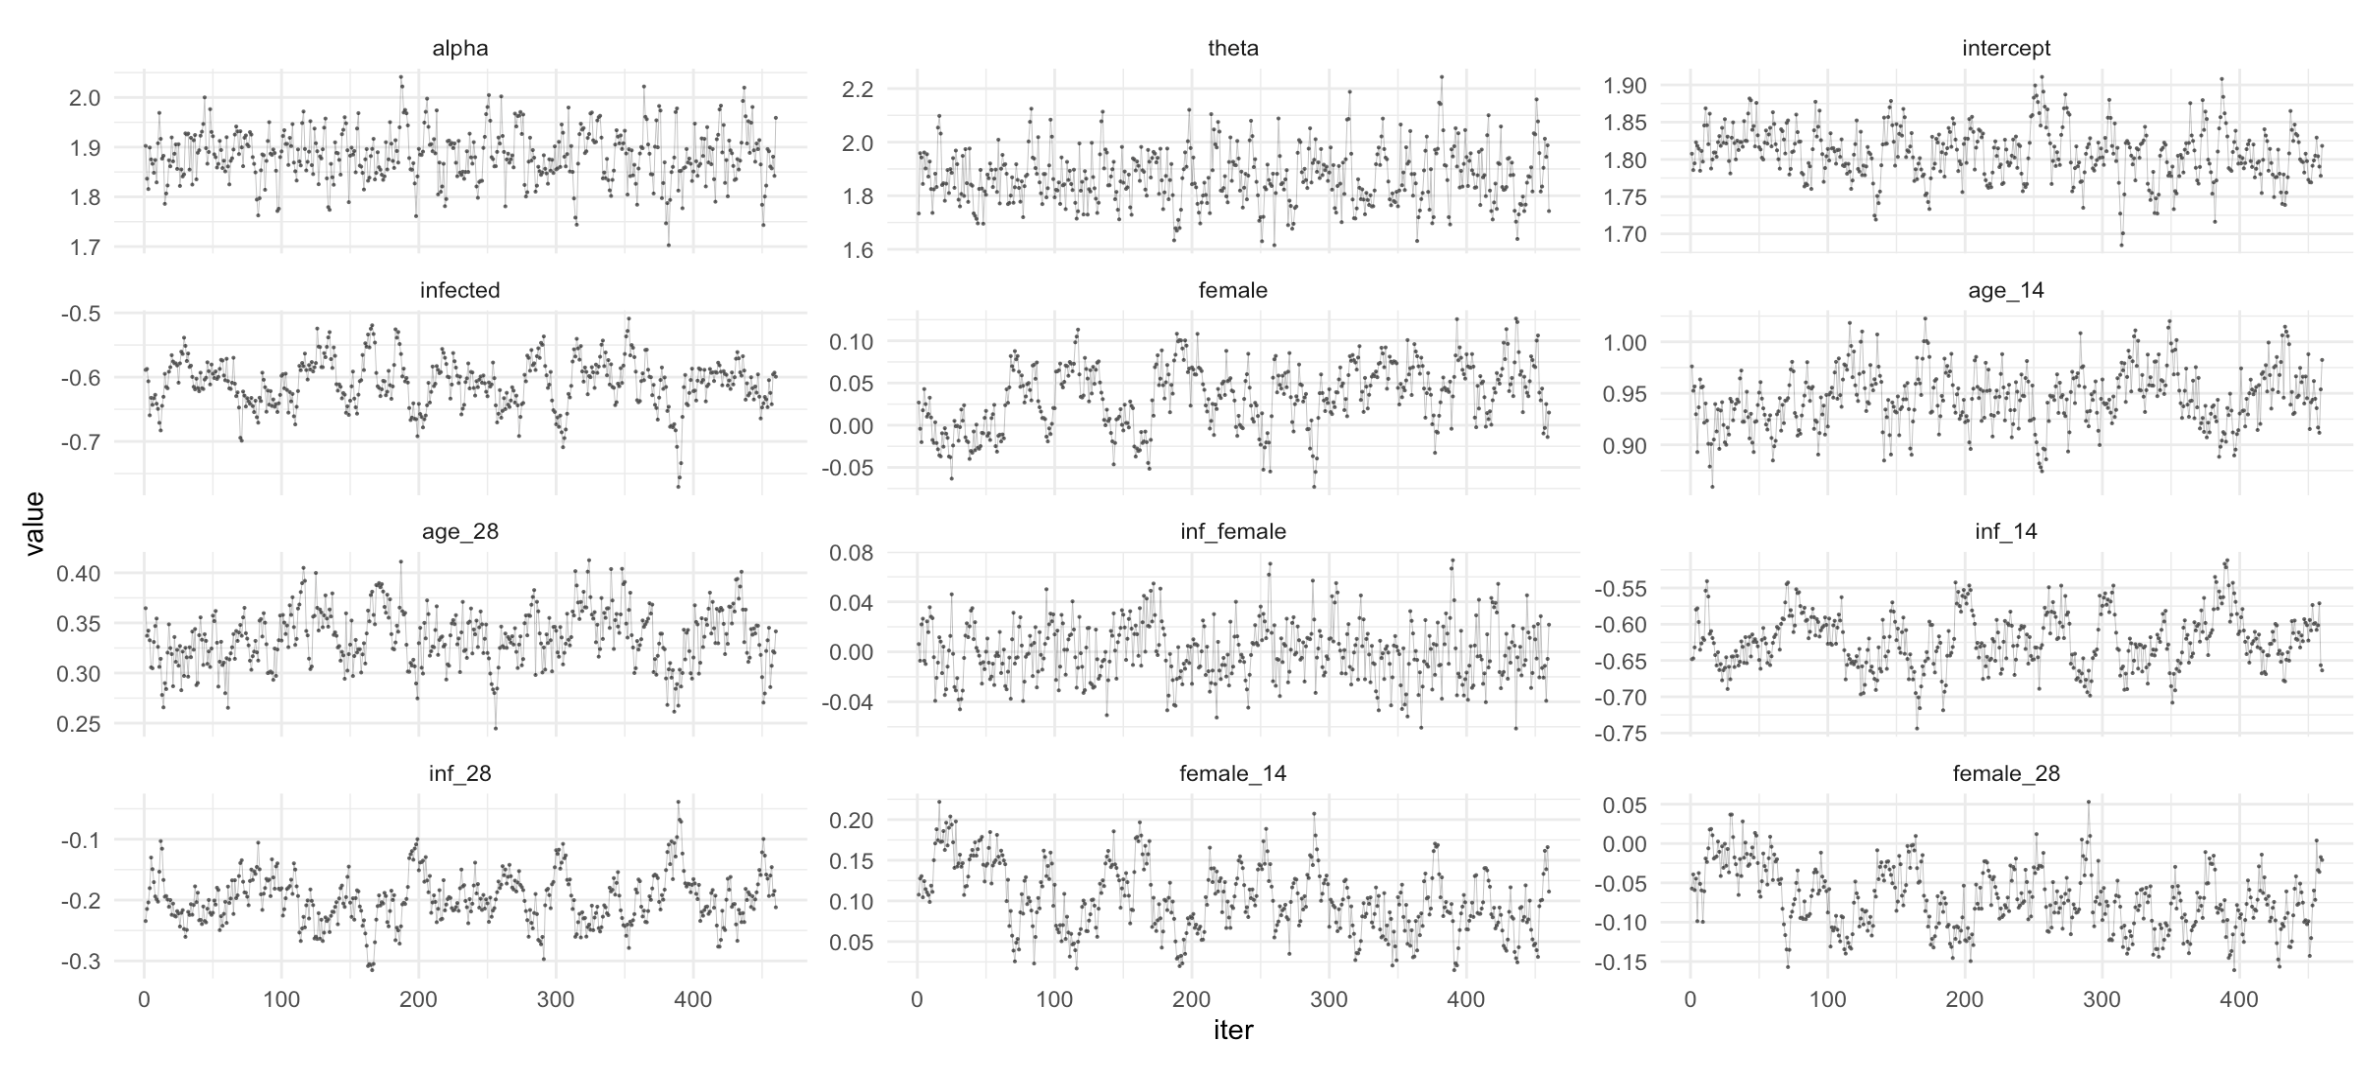 alpha theta intercept
2.0 1.9 1.8 1.7
2.2 2.0 1.8 1.6
1.90 1.85 1.80 1.75 1.70
infected female age_14
-0.5 -0.6 -0.7
0.10 0.05 0.00 -0.05
1.00 0.95 0.90
value
age_28 inf_female inf_14
0.40 0.35 0.30 0.25
0.08 0.04 0.00 -0.04
-0.55 -0.60 -0.65 -0.70 -0.75
inf_28 female_14 female_28
-0.1 -0.2 -0.3
0.20 0.15 0.10 0.05
0.05 0.00 -0.05 -0.10 -0.15
0 100 200 300 400 0 100 200 300 400 0 100 200 300 400
iter